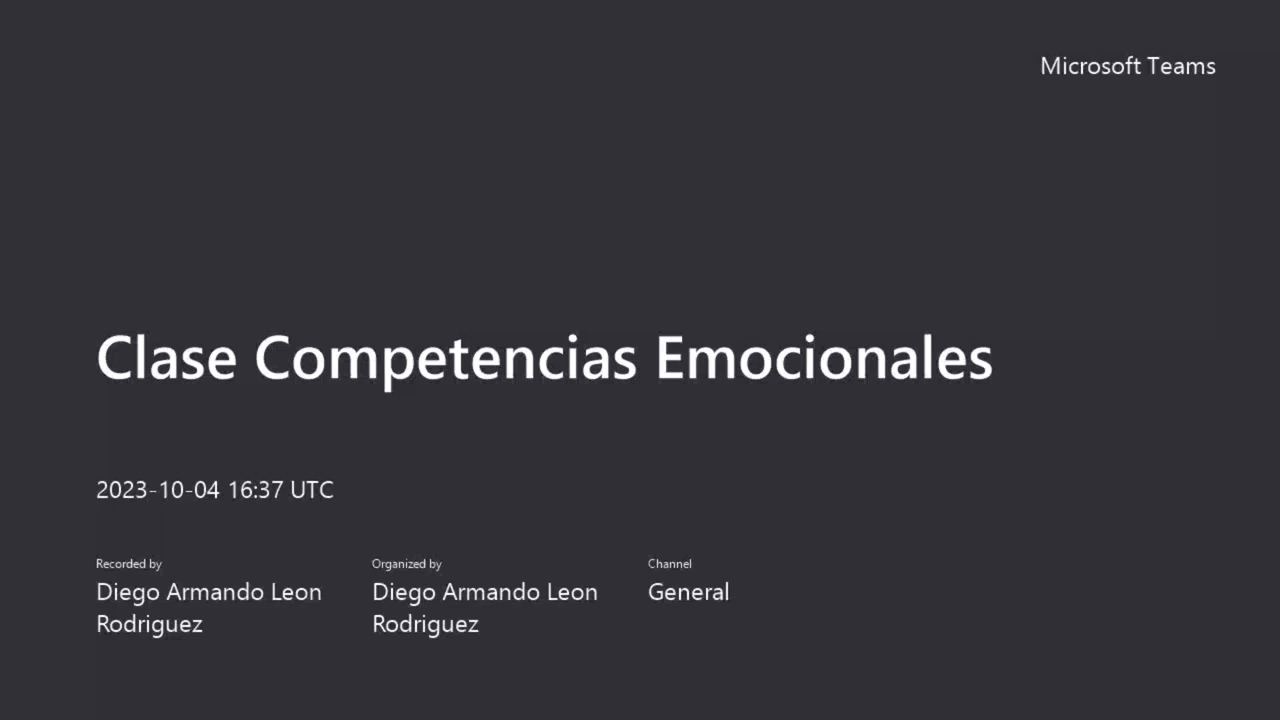 Microsoft Teams
Clase Competencias Emocionales
2023-10-04 16:37 UTC
Recorded by
Diego Armando Leon
Rodriguez
Organized by
Diego Armando Leon
Rodriguez
Channel
General